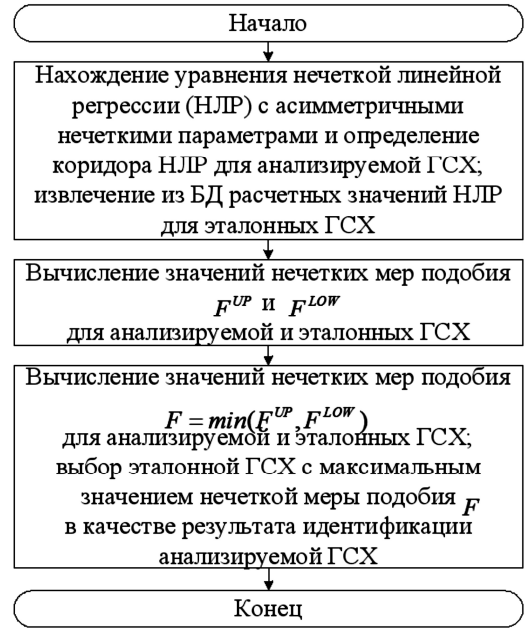 Начало
Нахождение уравнения нечеткой линейной
регрессии (НЛР) с асимметричными
нечеткими параметрами и определение
коридора НЛР для анализируемой ГСХ;
извлечение из БД расчетных значений НЛР
для эталонных ГСХ
Вычисление значений нечетких мер подобия
F^UP и F^LOW
для анализируемой и эталонных ГСХ
Вычисление значений нечетких мер подобия
F = min(F^UP, F^LOW)
для анализируемой и эталонных ГСХ;
выбор эталонной ГСХ с максимальным
значением нечеткой меры подобия F
в качестве результата идентификации
анализируемой ГСХ
Конец